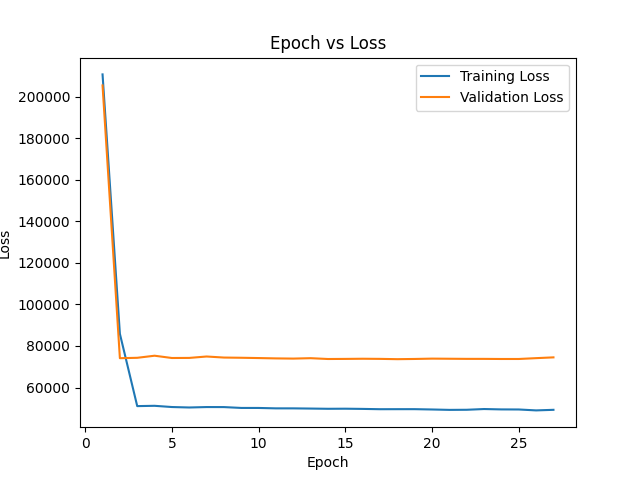 Epoch vs Loss
Training Loss
Validation Loss
200000
180000
160000
140000
120000
100000
80000
60000
Loss
0 5 10 15 20 25
Epoch